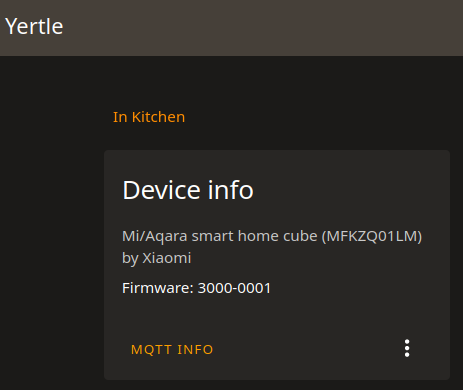 Yertle
In Kitchen
Device info
Mi/Aqara smart home cube (MFKZQ01LM)
by Xiaomi
Firmware: 3000-0001
MQTT INFO